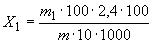 X₁ = m₁ · 100 · 2,4 · 100 / m · 10 · 1000